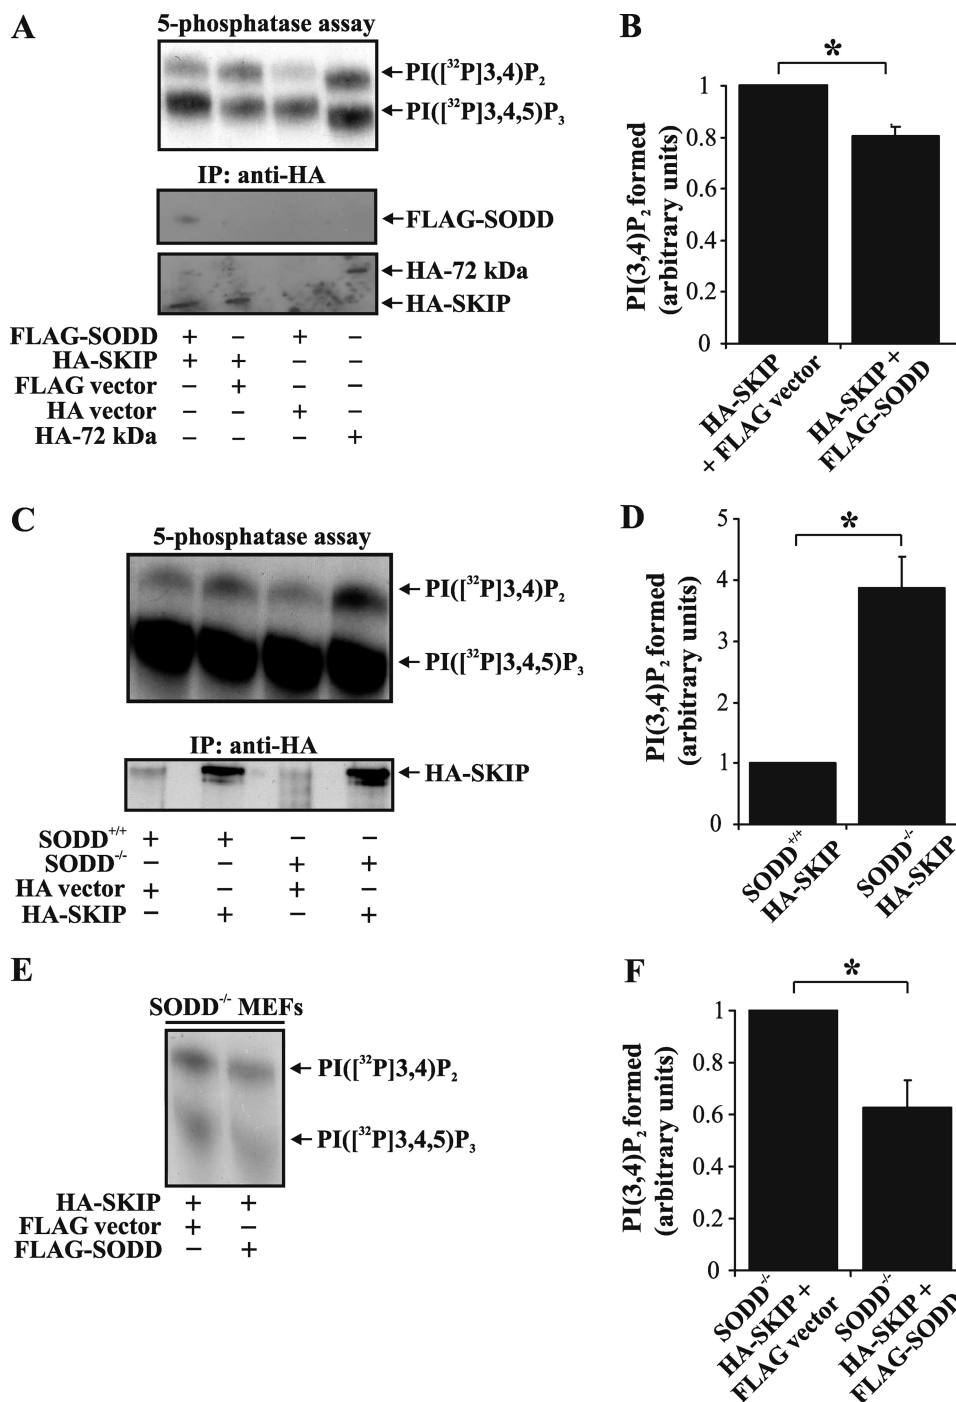 A
5-phosphatase assay
PI([³²P]3,4)P₂
PI([³²P]3,4,5)P₃
IP: anti-HA
FLAG-SODD
HA-72 kDa
HA-SKIP
FLAG-SODD + – + –
HA-SKIP + + – –
FLAG vector – + – –
HA vector – – + –
HA-72 kDa – – – +
B
*
PI(3,4)P₂ formed
(arbitrary units)
1
0.8
0.6
0.4
0.2
0
HA-SKIP
+ FLAG vector
HA-SKIP +
FLAG-SODD
C
5-phosphatase assay
PI([³²P]3,4)P₂
PI([³²P]3,4,5)P₃
IP: anti-HA
HA-SKIP
SODD⁺/⁺ + + – –
SODD⁻/⁻ – – + +
HA vector + – + –
HA-SKIP – + – +
D
*
PI(3,4)P₂ formed
(arbitrary units)
5
4
3
2
1
0
SODD⁺/⁺
HA-SKIP
SODD⁻/⁻
HA-SKIP
E
SODD⁻/⁻ MEFs
PI([³²P]3,4)P₂
PI([³²P]3,4,5)P₃
HA-SKIP + +
FLAG vector + –
FLAG-SODD – +
F
*
PI(3,4)P₂ formed
(arbitrary units)
1
0.8
0.6
0.4
0.2
0
SODD⁻/⁻
HA-SKIP +
FLAG vector
SODD⁻/⁻
HA-SKIP +
FLAG-SODD